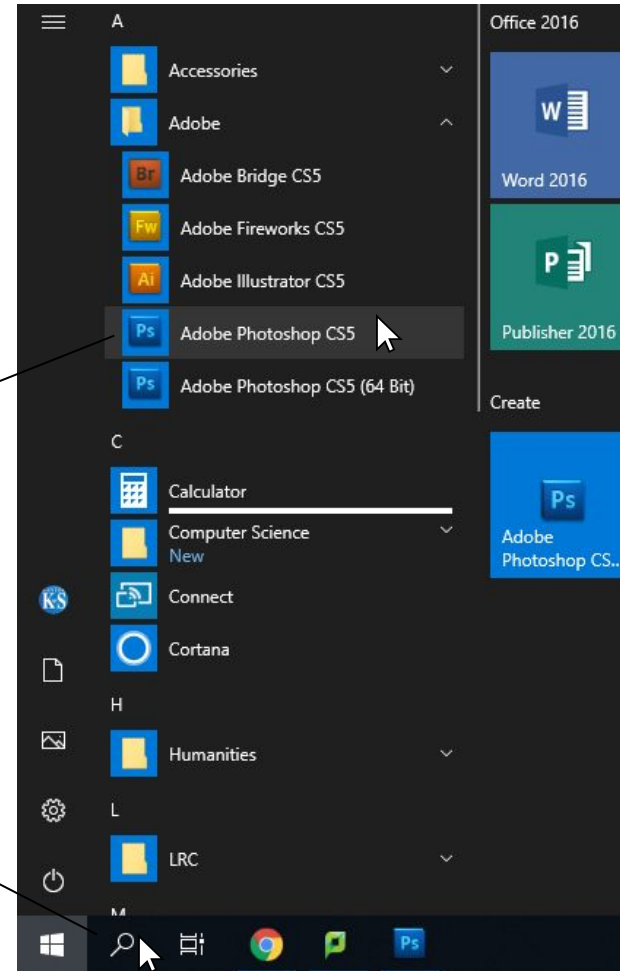 A
Accessories
Adobe
Br Adobe Bridge CS5
Fw Adobe Fireworks CS5
Ai Adobe Illustrator CS5
Ps Adobe Photoshop CS5
Ps Adobe Photoshop CS5 (64 Bit)
C
Calculator
Computer Science
New
Connect
Cortana
H
Humanities
L
LRC
M
KS
Office 2016
W
Word 2016
P
Publisher 2016
Create
Ps
Adobe
Photoshop CS...
Ps